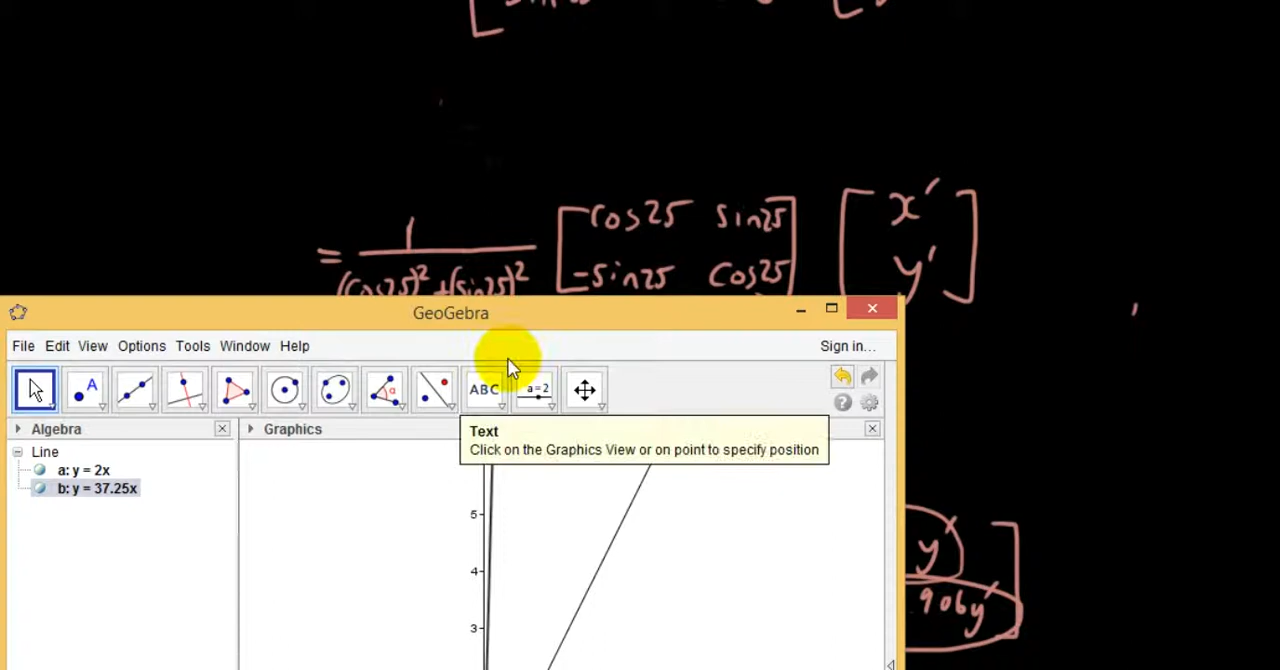 = 1 / (cos25)² + (sin25)² [ cos25 sin25 [ x′
-sin25 cos25 ] y′ ]
GeoGebra
File Edit View Options Tools Window Help Sign in...
A
α
ABC
a=2
Algebra
Graphics
Text
Click on the Graphics View or on point to specify position
Line
a: y = 2x
b: y = 37.25x
5
4
3
y′
.906y′